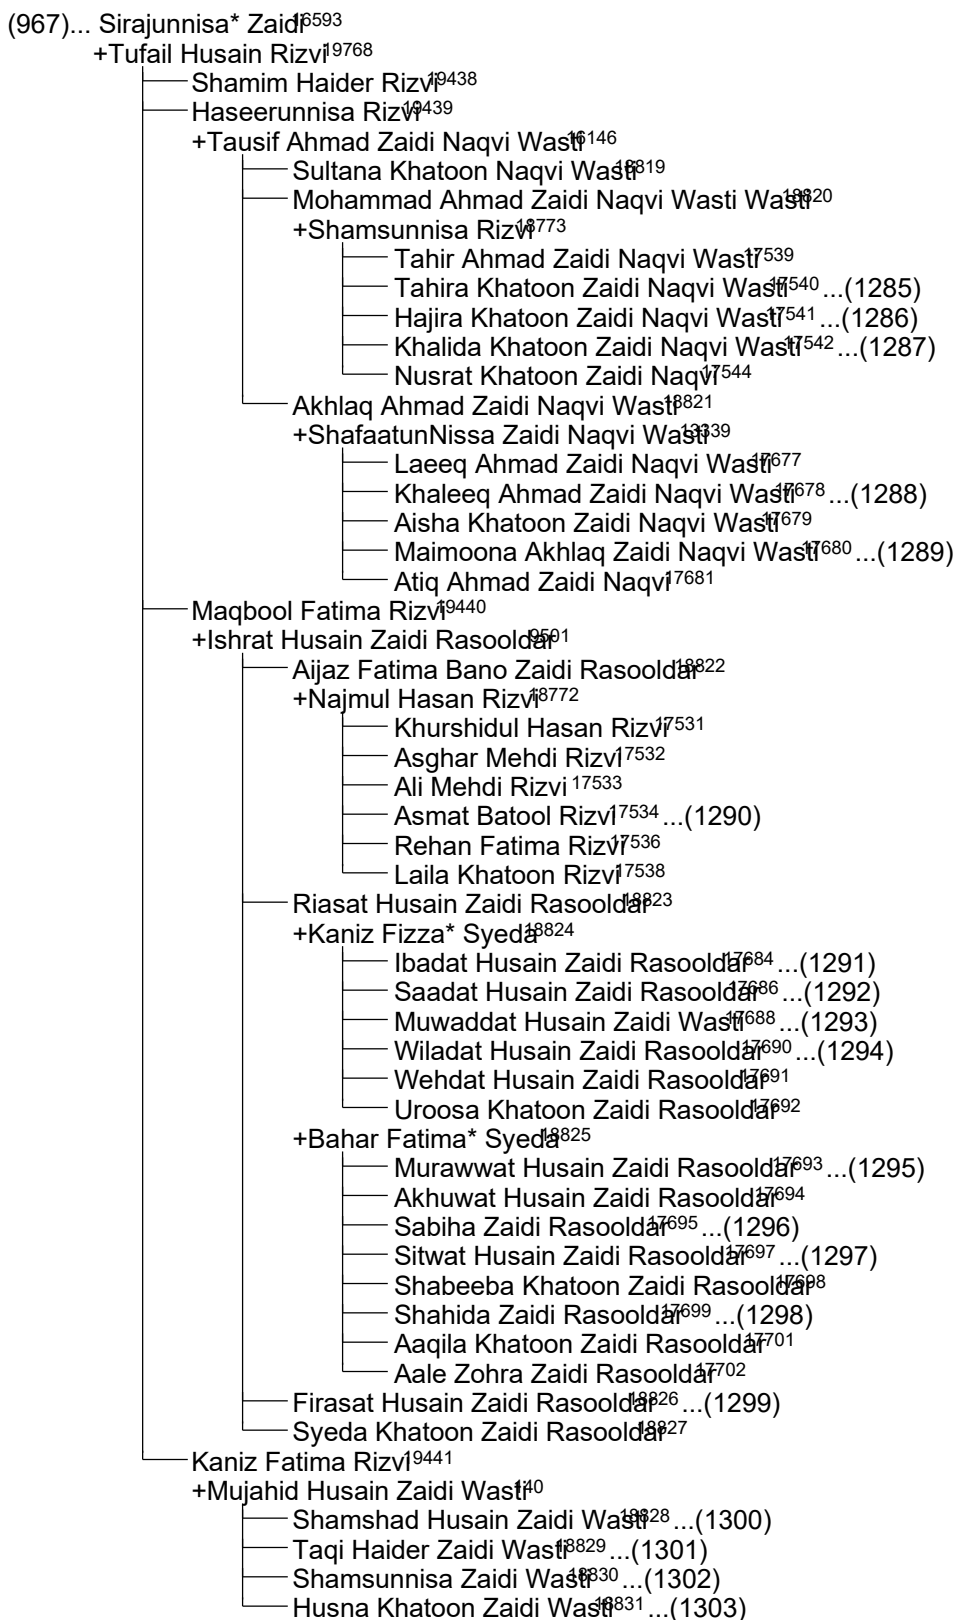 (967)... Sirajunnisa* Zaidi16593
+Tufail Husain Rizvi19768
Shamim Haider Rizvi19438
Haseerunnisa Rizvi19439
+Tausif Ahmad Zaidi Naqvi Wasti16146
Sultana Khatoon Naqvi Wasti18819
Mohammad Ahmad Zaidi Naqvi Wasti Wasti18820
+Shamsunnisa Rizvi18773
Tahir Ahmad Zaidi Naqvi Wasti17539
Tahira Khatoon Zaidi Naqvi Wasti17540 ...(1285)
Hajira Khatoon Zaidi Naqvi Wasti17541 ...(1286)
Khalida Khatoon Zaidi Naqvi Wasti17542 ...(1287)
Nusrat Khatoon Zaidi Naqvi17544
Akhlaq Ahmad Zaidi Naqvi Wasti18821
+ShafaatunNissa Zaidi Naqvi Wasti13339
Laeeq Ahmad Zaidi Naqvi Wasti17677
Khaleeq Ahmad Zaidi Naqvi Wasti17678 ...(1288)
Aisha Khatoon Zaidi Naqvi Wasti17679
Maimoona Akhlaq Zaidi Naqvi Wasti17680 ...(1289)
Atiq Ahmad Zaidi Naqvi17681
Maqbool Fatima Rizvi19440
+Ishrat Husain Zaidi Rasooldar9501
Aijaz Fatima Bano Zaidi Rasooldar18822
+Najmul Hasan Rizvi18772
Khurshidul Hasan Rizvi17531
Asghar Mehdi Rizvi17532
Ali Mehdi Rizvi17533
Asmat Batool Rizvi17534 ...(1290)
Rehan Fatima Rizvi17536
Laila Khatoon Rizvi17538
Riasat Husain Zaidi Rasooldar18823
+Kaniz Fizza* Syeda18824
Ibadat Husain Zaidi Rasooldar17684 ...(1291)
Saadat Husain Zaidi Rasooldar17686 ...(1292)
Muwaddat Husain Zaidi Wasti17688 ...(1293)
Wiladat Husain Zaidi Rasooldar17690 ...(1294)
Wehdat Husain Zaidi Rasooldar17691
Uroosa Khatoon Zaidi Rasooldar17692
+Bahar Fatima* Syeda18825
Murawwat Husain Zaidi Rasooldar17693 ...(1295)
Akhuwat Husain Zaidi Rasooldar17694
Sabiha Zaidi Rasooldar17695 ...(1296)
Sitwat Husain Zaidi Rasooldar17697 ...(1297)
Shabeeba Khatoon Zaidi Rasooldar17698
Shahida Zaidi Rasooldar17699 ...(1298)
Aaqila Khatoon Zaidi Rasooldar17701
Aale Zohra Zaidi Rasooldar17702
Firasat Husain Zaidi Rasooldar18826 ...(1299)
Syeda Khatoon Zaidi Rasooldar18827
Kaniz Fatima Rizvi19441
+Mujahid Husain Zaidi Wasti140
Shamshad Husain Zaidi Wasti18828 ...(1300)
Taqi Haider Zaidi Wasti18829 ...(1301)
Shamsunnisa Zaidi Wasti18830 ...(1302)
Husna Khatoon Zaidi Wasti18831 ...(1303)